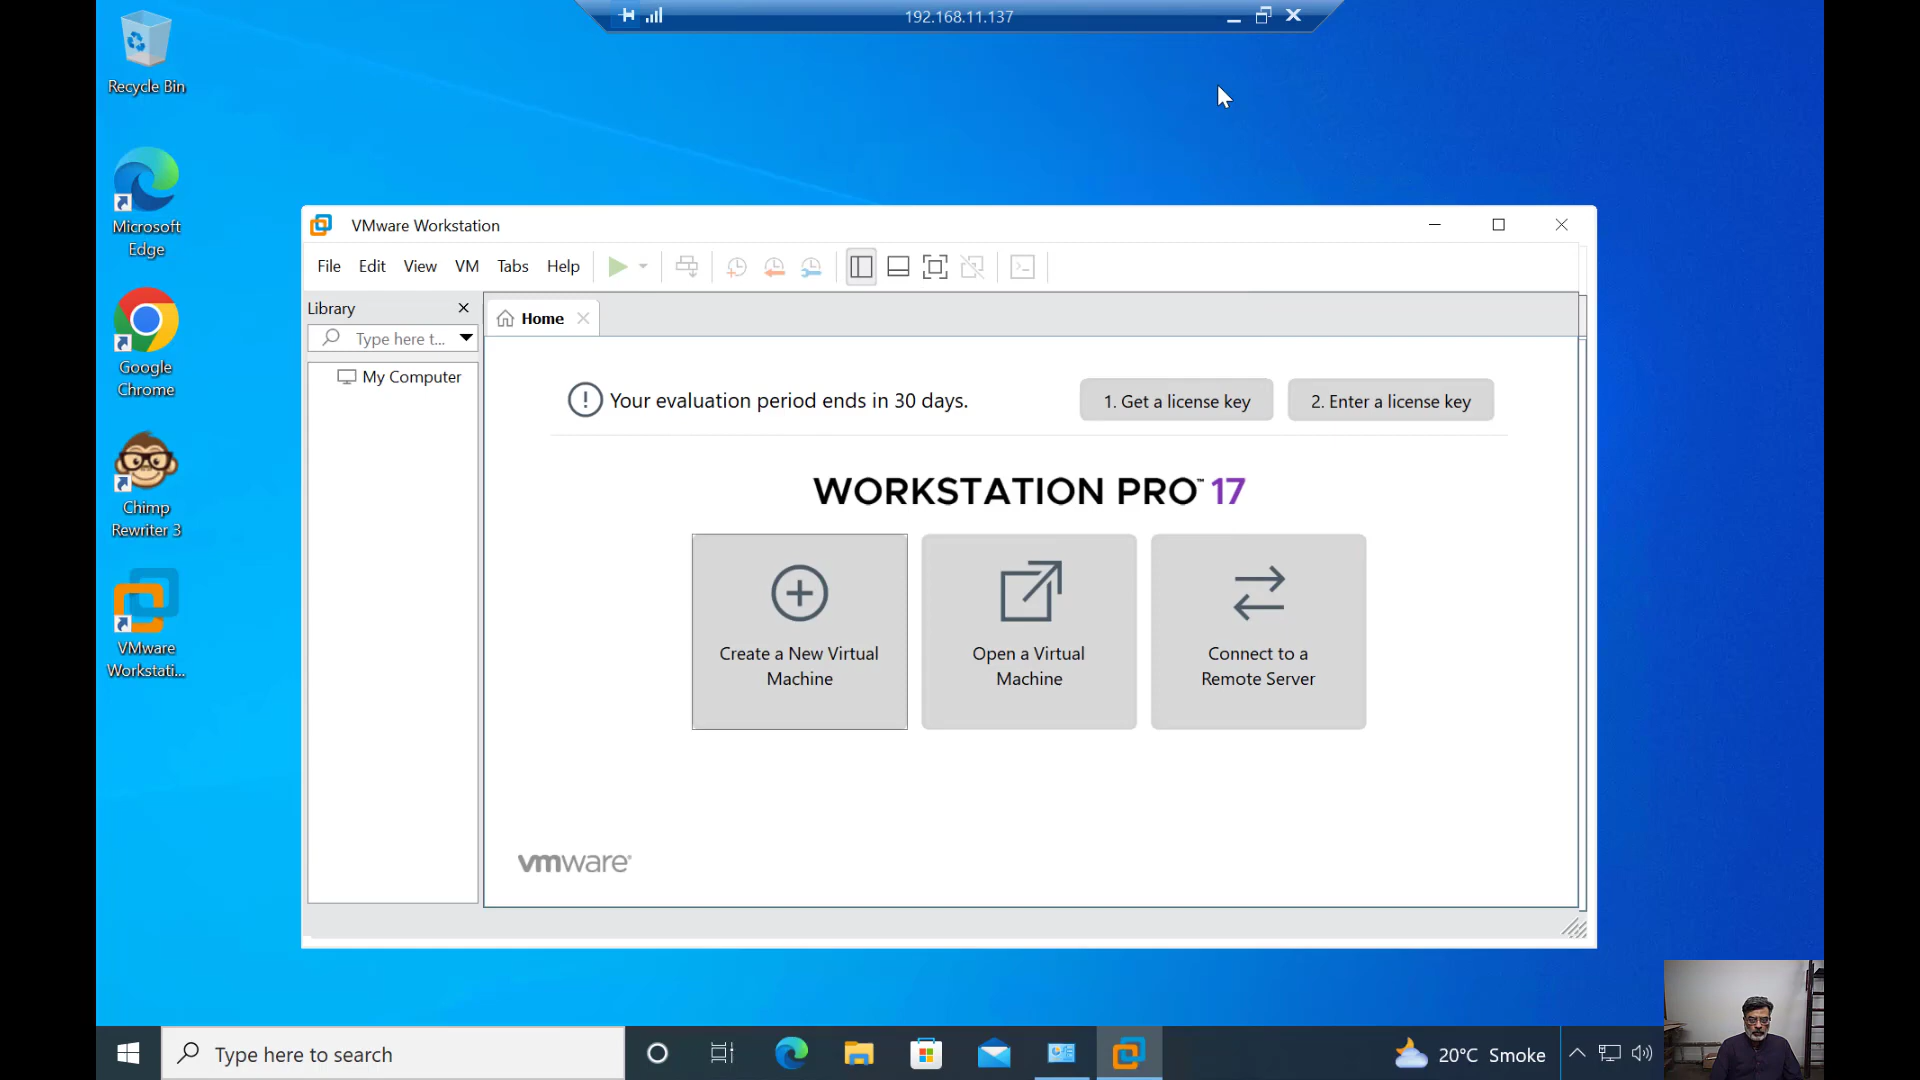 192.168.11.137
Recycle Bin
Microsoft
Edge
Google
Chrome
Chimp
Rewriter 3
VMware
Workstati...
VMware Workstation
File Edit View VM Tabs Help
Library
Type here t...
My Computer
Home
Your evaluation period ends in 30 days.
1. Get a license key
2. Enter a license key
WORKSTATION PRO™ 17
Create a New Virtual
Machine
Open a Virtual
Machine
Connect to a
Remote Server
vmware®
Type here to search
20°C Smoke